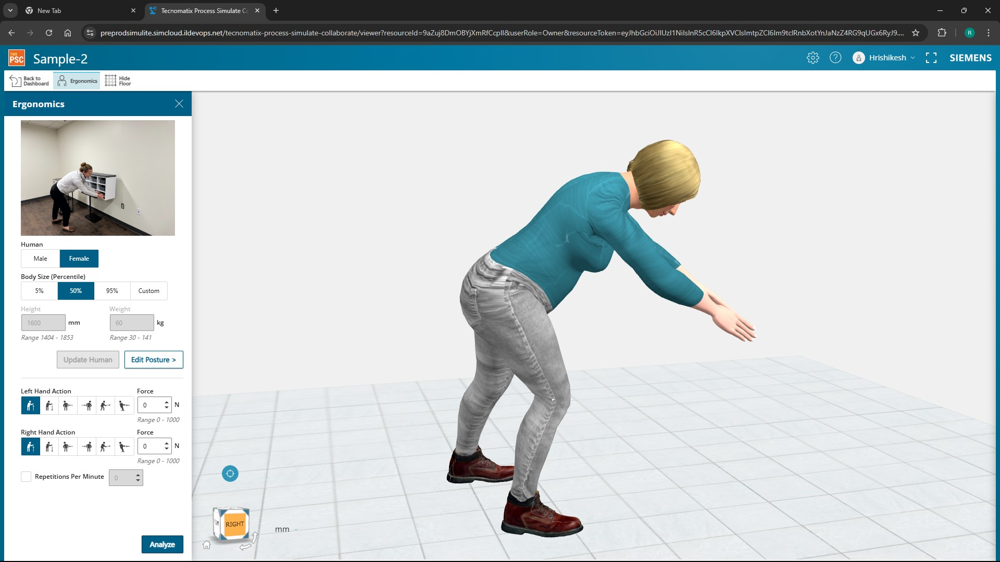 New Tab
Tecnomatix Process Simulate Co
preprodsimulite.simcloud.ildevops.net/tecnomatix-process-simulate-collaborate/viewer?resourceId=9aZuj8DmOBYjXmRfCcpII&userRole=Owner&resourceToken=eyJhbGciOiJIUzI1NiIsInR5cCI6IkpXVCIsImtpZCI6Im9tclRnbXotYnJaNzZ4RG9qUGx6RyJ9....
R
TMX
PSC
Sample-2
Hrishikesh
SIEMENS
Back to
Dashboard
Ergonomics
Hide
Floor
Ergonomics
Human
Male
Female
Body Size (Percentile)
5%
50%
95%
Custom
Height
Weight
1600
mm
60
kg
Range 1404 - 1853
Range 30 - 141
Update Human
Edit Posture >
Left Hand Action
Force
0
N
Range 0 - 1000
Right Hand Action
Force
0
N
Range 0 - 1000
Repetitions Per Minute
0
RIGHT
mm
Analyze